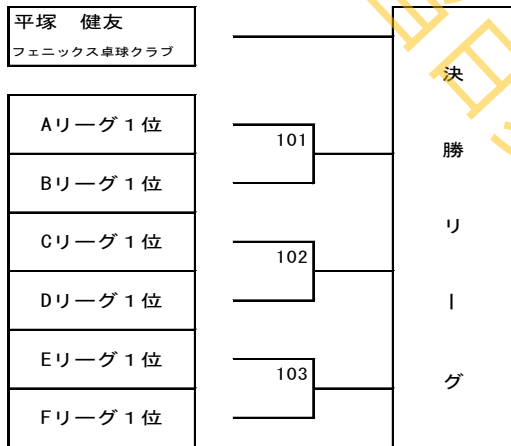 平塚　健友
フェニックス卓球クラブ
Aリーグ１位
Bリーグ１位
Cリーグ１位
Dリーグ１位
Eリーグ１位
Fリーグ１位
101
102
103
決
勝
リ
ー
グ